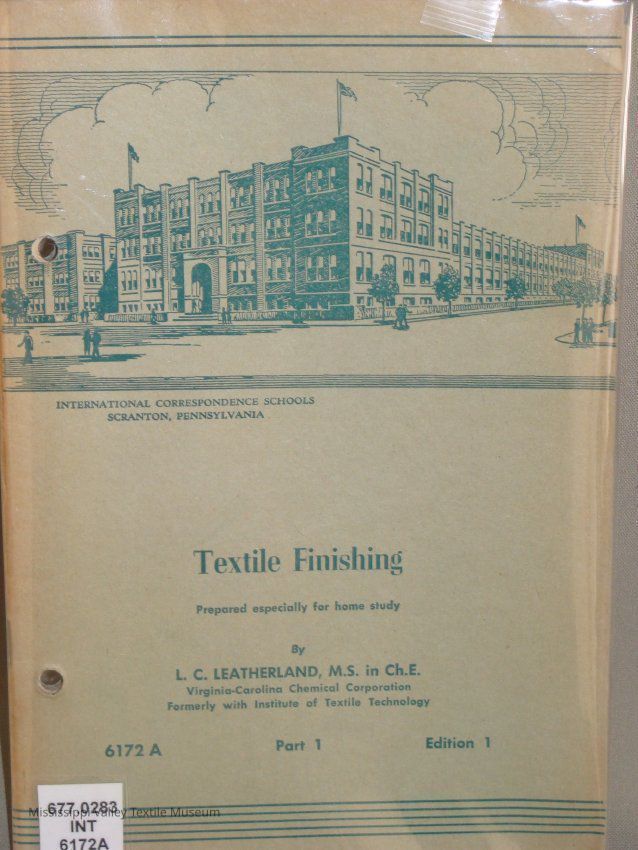 INTERNATIONAL CORRESPONDENCE SCHOOLS
SCRANTON, PENNSYLVANIA
Textile Finishing
Prepared especially for home study
By
L. C. LEATHERLAND, M.S. in Ch.E.
Virginia-Carolina Chemical Corporation
Formerly with Institute of Textile Technology
6172 A Part 1 Edition 1
677.0283
Mississippi Valley Textile Museum
INT
6172A